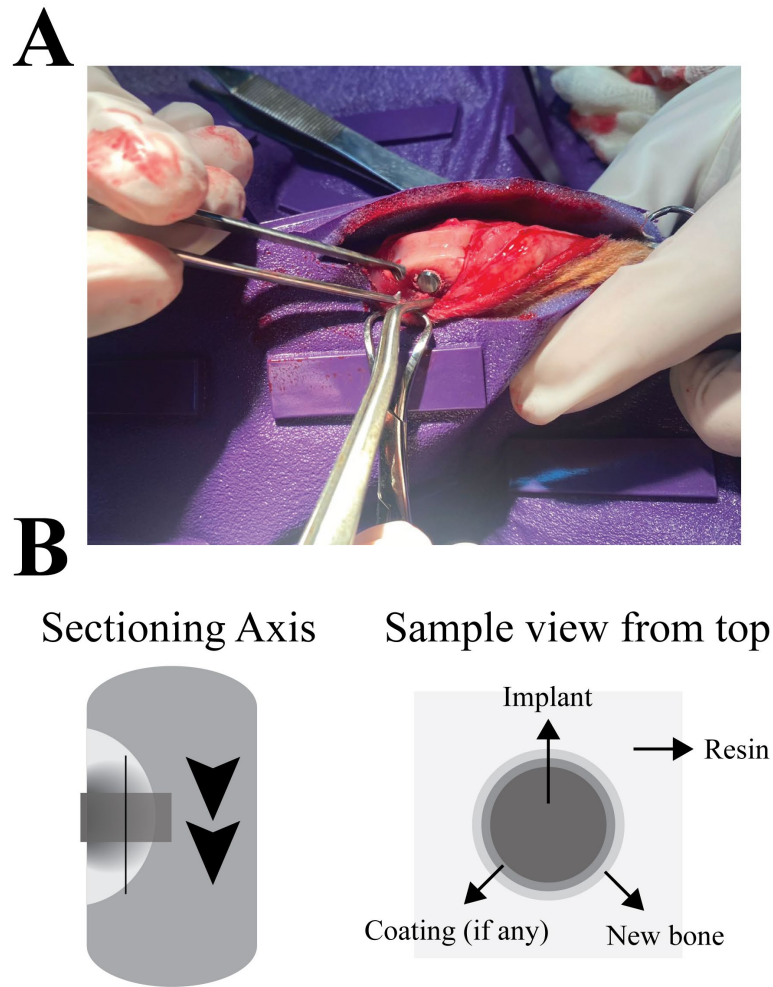 A
B
Sectioning Axis
Sample view from top
Implant
Resin
Coating (if any)
New bone